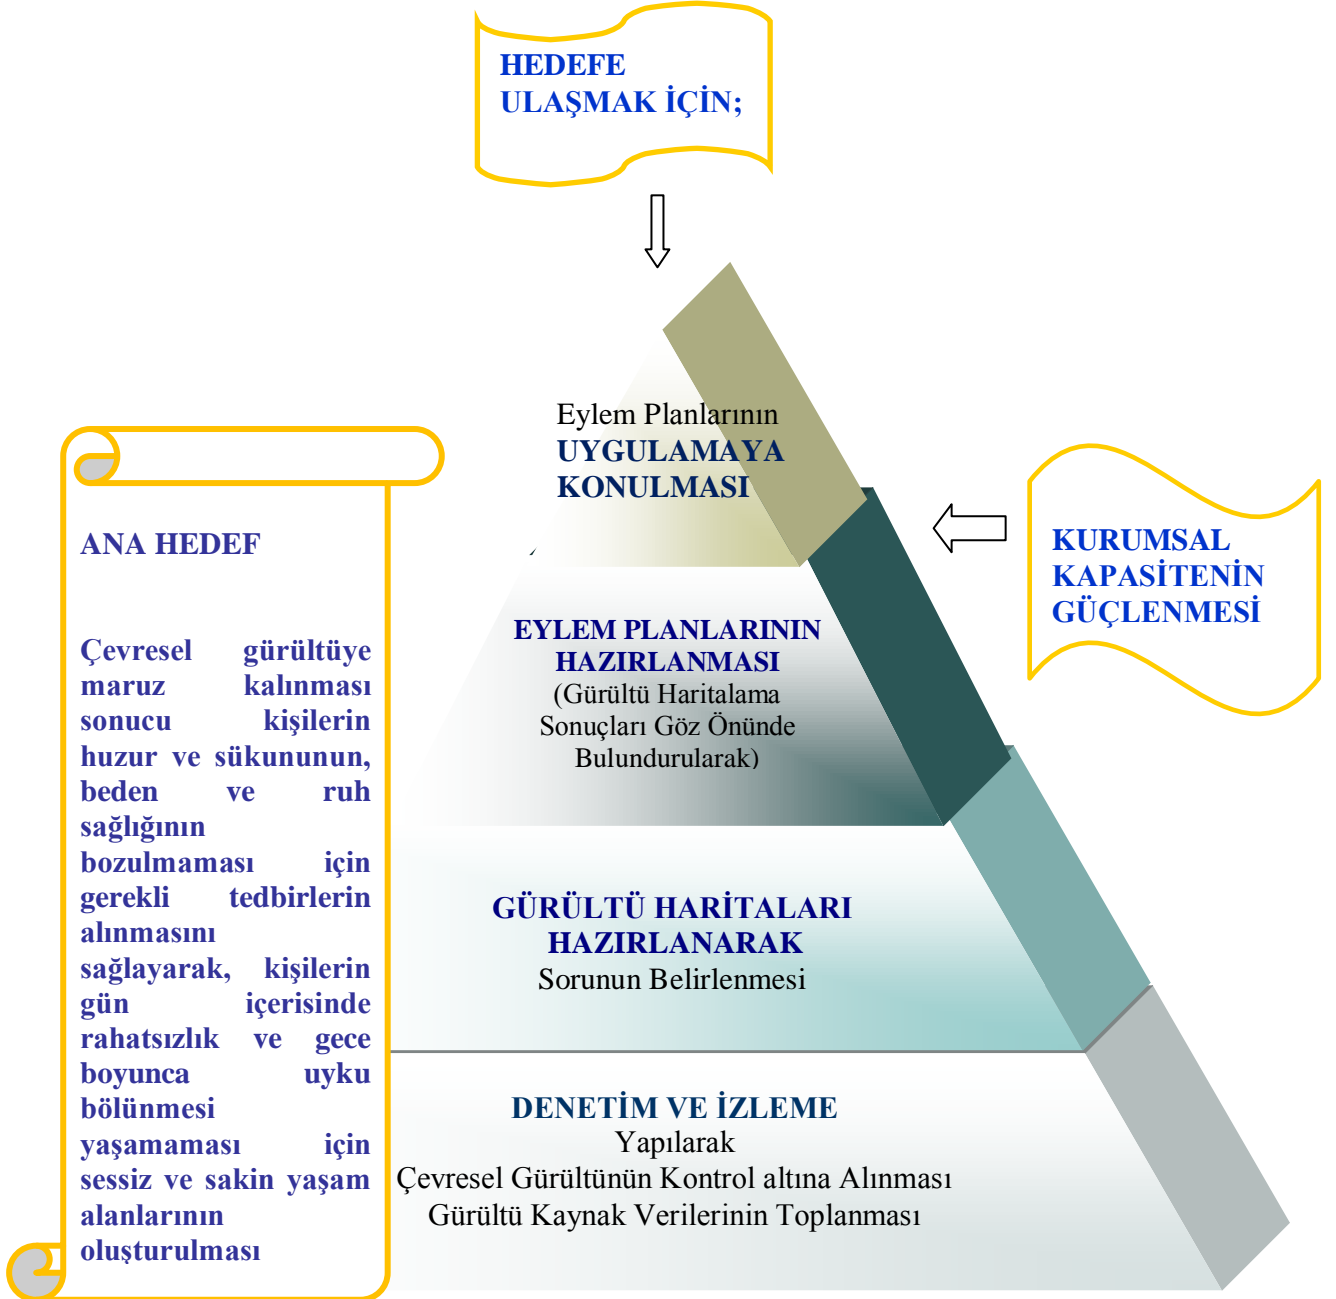 HEDEFE
ULAŞMAK İÇİN;
Eylem Planlarının
UYGULAMAYA
KONULMASI
KURUMSAL
KAPASİTENİN
GÜÇLENMESİ
EYLEM PLANLARININ
HAZIRLANMASI
(Gürültü Haritalama
Sonuçları Göz Önünde
Bulundurularak)
GÜRÜLTÜ HARİTALARI
HAZIRLANARAK
Sorunun Belirlenmesi
DENETİM VE İZLEME
Yapılarak
Çevresel Gürültünün Kontrol altına Alınması
Gürültü Kaynak Verilerinin Toplanması
ANA HEDEF
Çevresel gürültüye
maruz kalınması
sonucu kişilerin
huzur ve sükununun,
beden ve ruh
sağlığının
bozulmaması için
gerekli tedbirlerin
alınmasını
sağlayarak, kişilerin
gün içerisinde
rahatsızlık ve gece
boyunca uyku
bölünmesi
yaşamaması için
sessiz ve sakin yaşam
alanlarının
oluşturulması